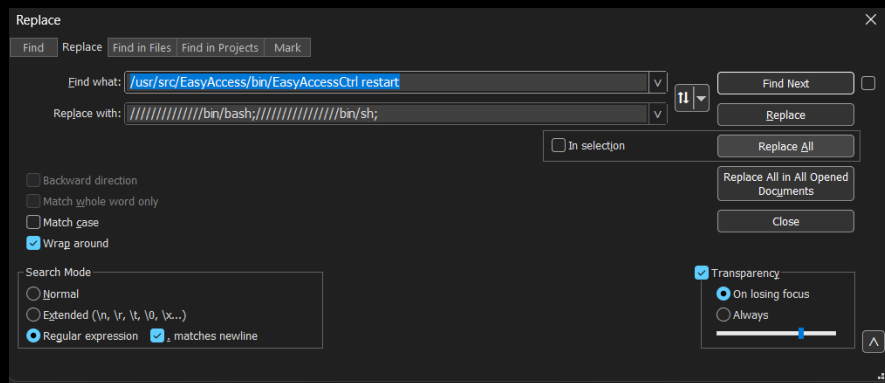 Replace
Find Replace Find in Files Find in Projects Mark
Find what: /usr/src/EasyAccess/bin/EasyAccessCtrl restart
Find Next
Replace with: //////////////bin/bash;////////////////bin/sh;
Replace
In selection
Replace All
Backward direction
Replace All in All Opened
Documents
Match whole word only
Match case
Close
Wrap around
Search Mode
Transparency
Normal
On losing focus
Extended (\n, \r, \t, \0, \x...)
Always
Regular expression
. matches newline